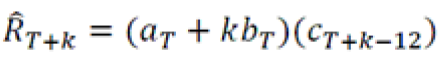 R̂_{T+k} = (a_T + kb_T)(c_{T+k−12})